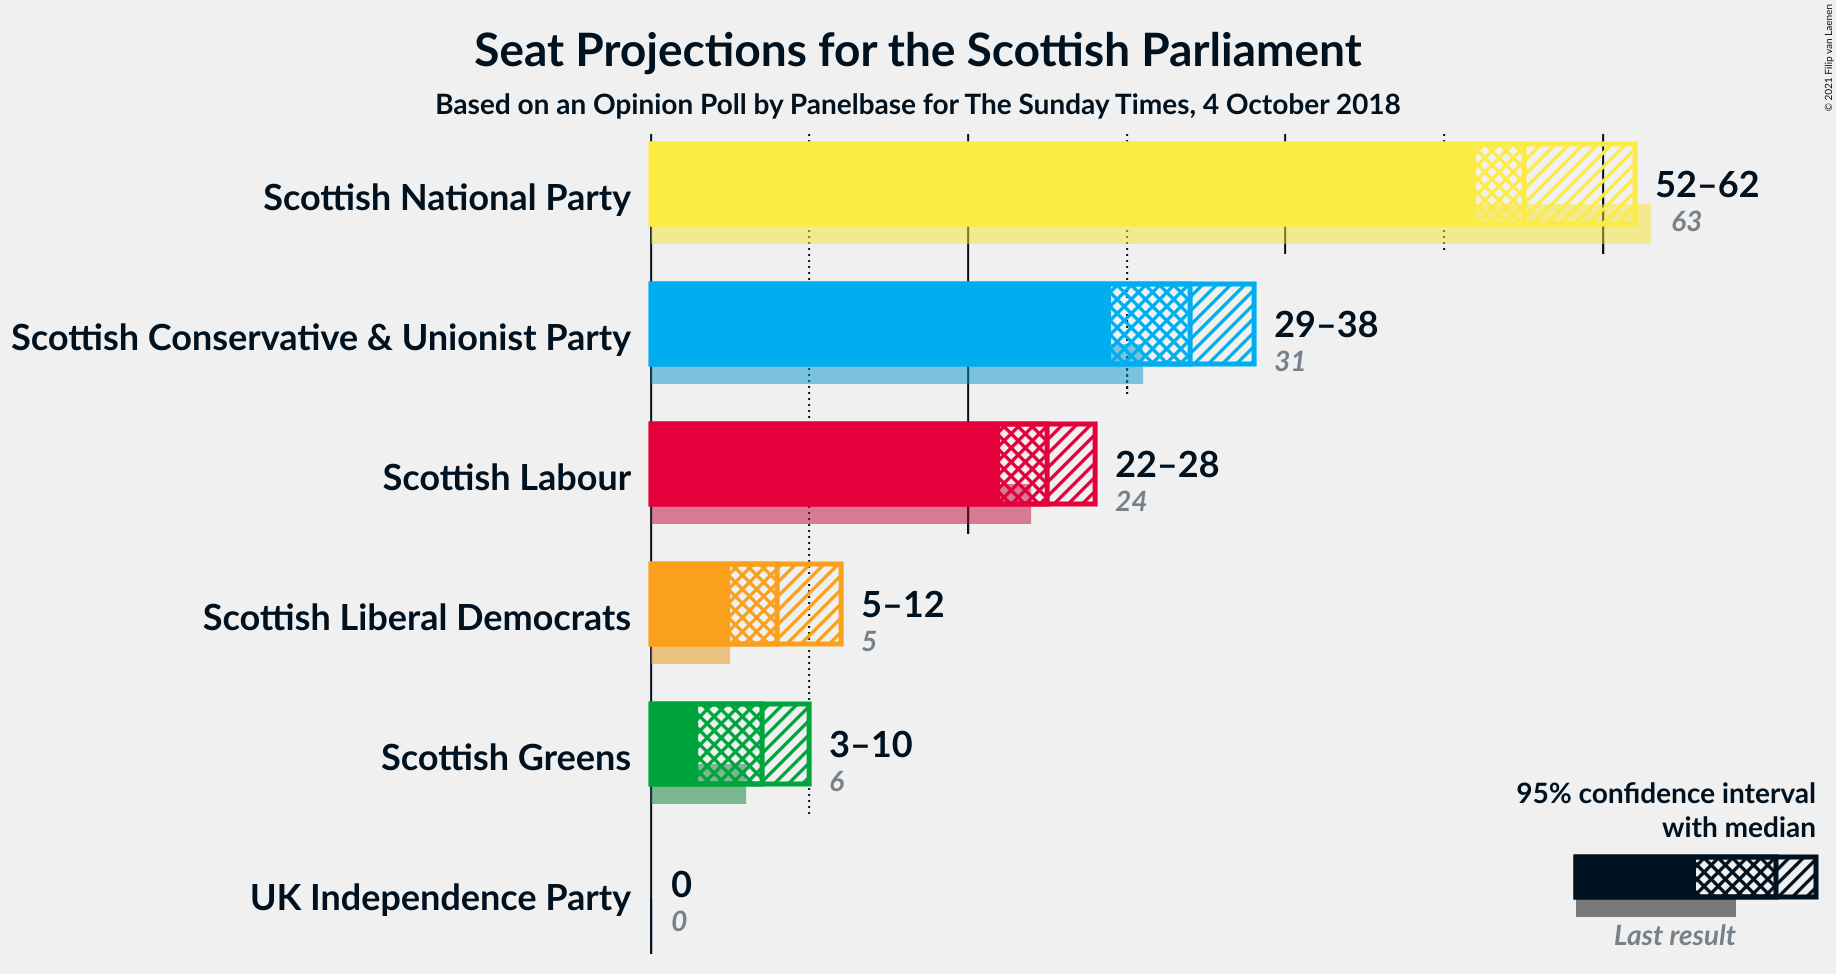 Seat Projections for the Scottish Parliament
Based on an Opinion Poll by Panelbase for The Sunday Times, 4 October 2018
© 2021 Filip van Laenen
Scottish National Party
52–62
63
Scottish Conservative & Unionist Party
29–38
31
Scottish Labour
22–28
24
Scottish Liberal Democrats
5–12
5
Scottish Greens
3–10
6
UK Independence Party
0
0
95% confidence interval
with median
Last result